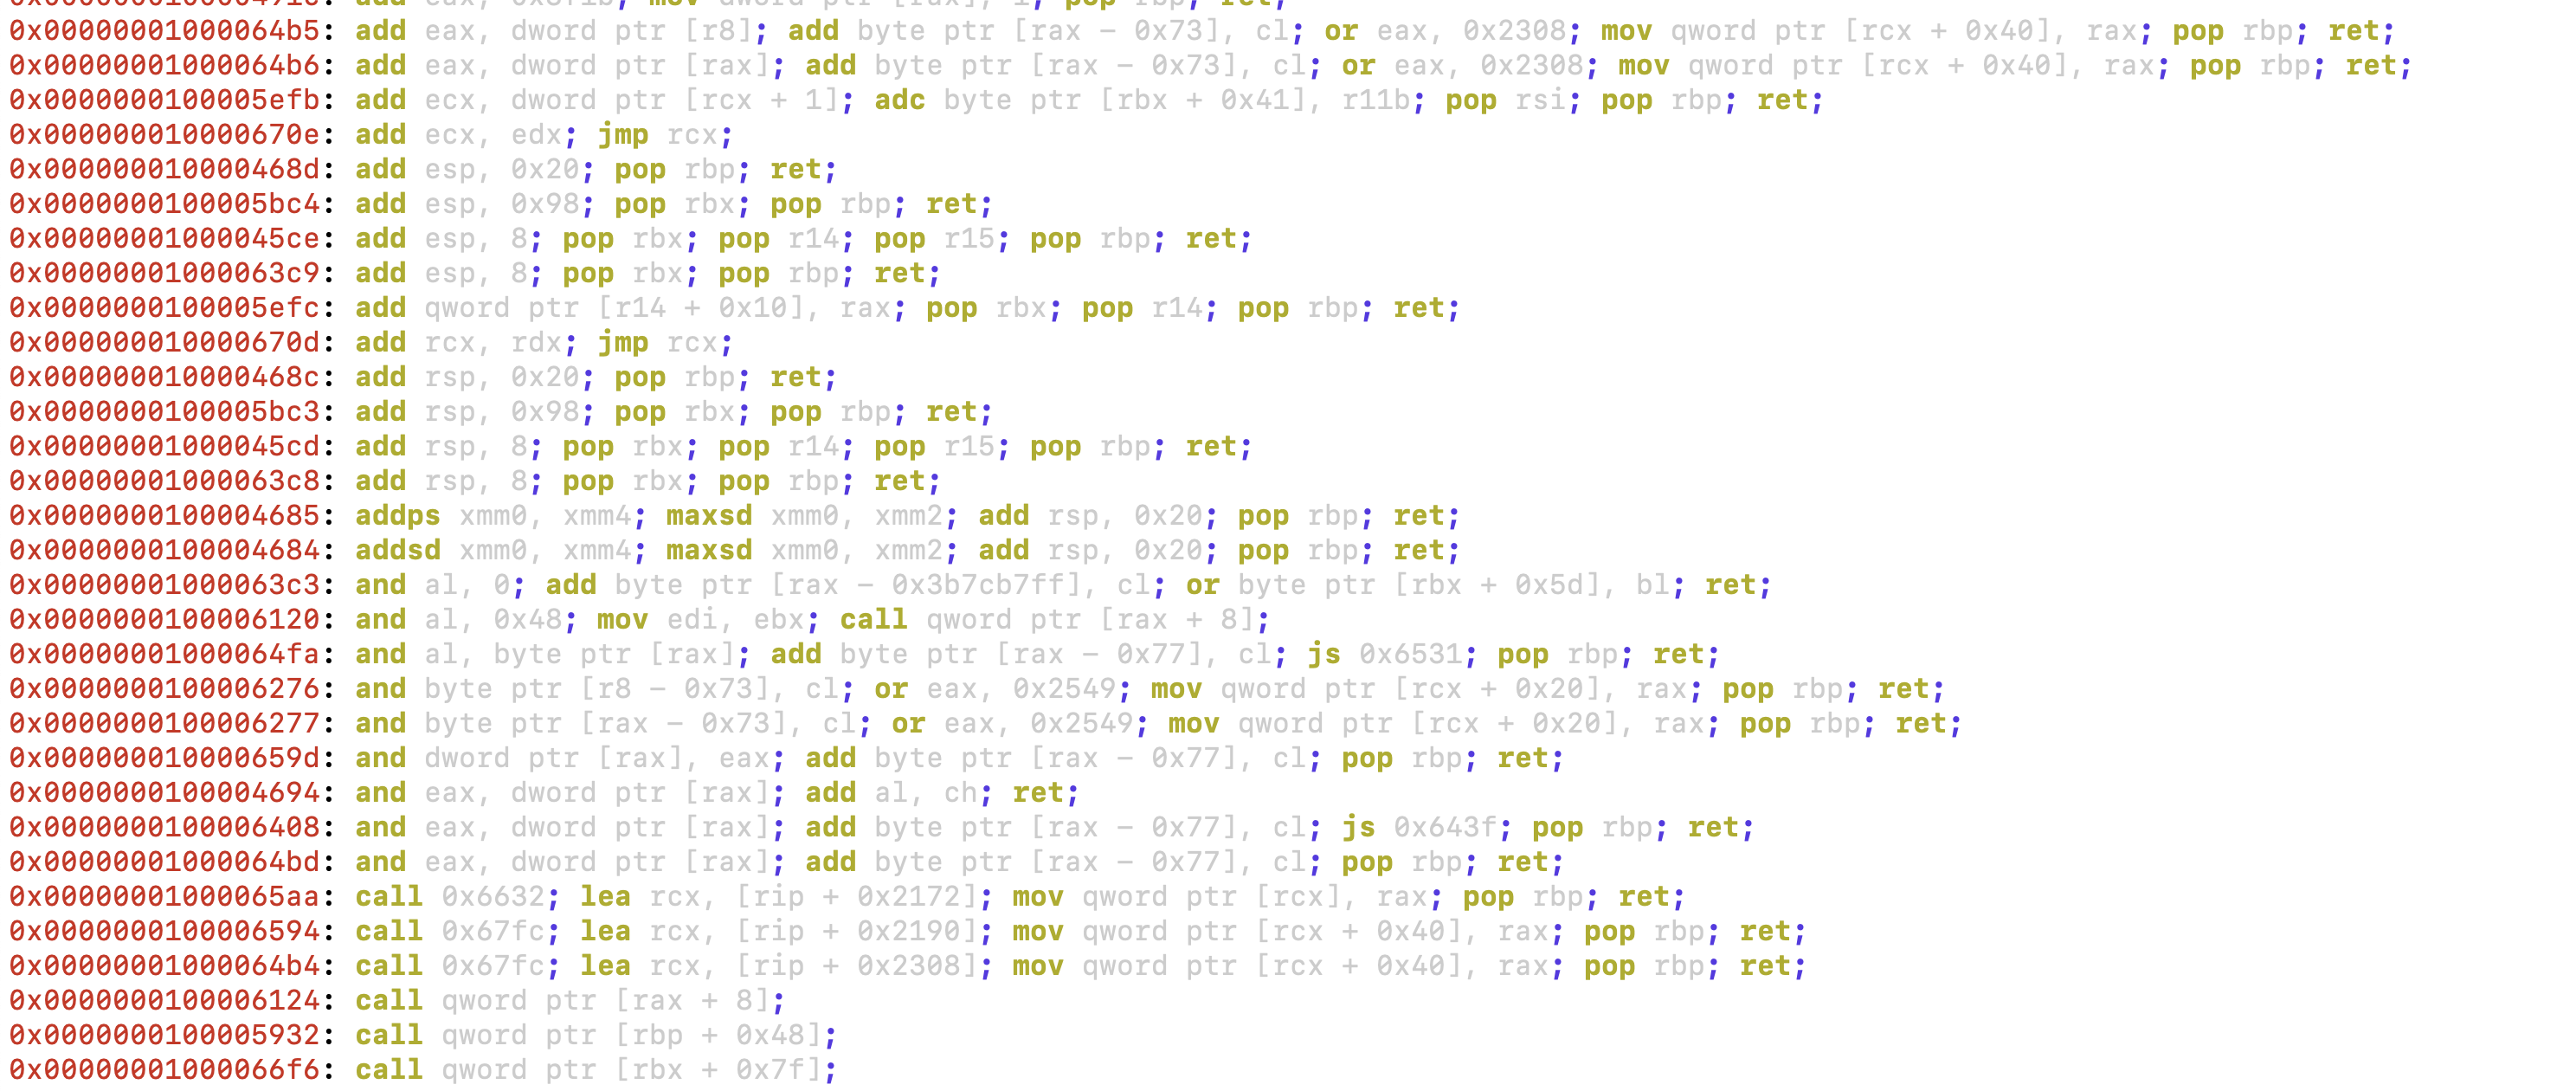 add eax, 0x8f1b; mov dword ptr [rax], 1; pop rbp; ret;
0x00000001000064b5: add eax, dword ptr [r8]; add byte ptr [rax - 0x73], cl; or eax, 0x2308; mov qword ptr [rcx + 0x40], rax; pop rbp; ret;
0x00000001000064b6: add eax, dword ptr [rax]; add byte ptr [rax - 0x73], cl; or eax, 0x2308; mov qword ptr [rcx + 0x40], rax; pop rbp; ret;
0x0000000100005efb: add ecx, dword ptr [rcx + 1]; adc byte ptr [rbx + 0x41], r11b; pop rsi; pop rbp; ret;
0x000000010000670e: add ecx, edx; jmp rcx;
0x000000010000468d: add esp, 0x20; pop rbp; ret;
0x0000000100005bc4: add esp, 0x98; pop rbx; pop rbp; ret;
0x00000001000045ce: add esp, 8; pop rbx; pop r14; pop r15; pop rbp; ret;
0x00000001000063c9: add esp, 8; pop rbx; pop rbp; ret;
0x0000000100005efc: add qword ptr [r14 + 0x10], rax; pop rbx; pop r14; pop rbp; ret;
0x000000010000670d: add rcx, rdx; jmp rcx;
0x000000010000468c: add rsp, 0x20; pop rbp; ret;
0x0000000100005bc3: add rsp, 0x98; pop rbx; pop rbp; ret;
0x00000001000045cd: add rsp, 8; pop rbx; pop r14; pop r15; pop rbp; ret;
0x00000001000063c8: add rsp, 8; pop rbx; pop rbp; ret;
0x0000000100004685: addps xmm0, xmm4; maxsd xmm0, xmm2; add rsp, 0x20; pop rbp; ret;
0x0000000100004684: addsd xmm0, xmm4; maxsd xmm0, xmm2; add rsp, 0x20; pop rbp; ret;
0x00000001000063c3: and al, 0; add byte ptr [rax - 0x3b7cb7ff], cl; or byte ptr [rbx + 0x5d], bl; ret;
0x0000000100006120: and al, 0x48; mov edi, ebx; call qword ptr [rax + 8];
0x00000001000064fa: and al, byte ptr [rax]; add byte ptr [rax - 0x77], cl; js 0x6531; pop rbp; ret;
0x0000000100006276: and byte ptr [r8 - 0x73], cl; or eax, 0x2549; mov qword ptr [rcx + 0x20], rax; pop rbp; ret;
0x0000000100006277: and byte ptr [rax - 0x73], cl; or eax, 0x2549; mov qword ptr [rcx + 0x20], rax; pop rbp; ret;
0x000000010000659d: and dword ptr [rax], eax; add byte ptr [rax - 0x77], cl; pop rbp; ret;
0x0000000100004694: and eax, dword ptr [rax]; add al, ch; ret;
0x0000000100006408: and eax, dword ptr [rax]; add byte ptr [rax - 0x77], cl; js 0x643f; pop rbp; ret;
0x00000001000064bd: and eax, dword ptr [rax]; add byte ptr [rax - 0x77], cl; pop rbp; ret;
0x00000001000065aa: call 0x6632; lea rcx, [rip + 0x2172]; mov qword ptr [rcx], rax; pop rbp; ret;
0x0000000100006594: call 0x67fc; lea rcx, [rip + 0x2190]; mov qword ptr [rcx + 0x40], rax; pop rbp; ret;
0x00000001000064b4: call 0x67fc; lea rcx, [rip + 0x2308]; mov qword ptr [rcx + 0x40], rax; pop rbp; ret;
0x0000000100006124: call qword ptr [rax + 8];
0x0000000100005932: call qword ptr [rbp + 0x48];
0x00000001000066f6: call qword ptr [rbx + 0x7f];